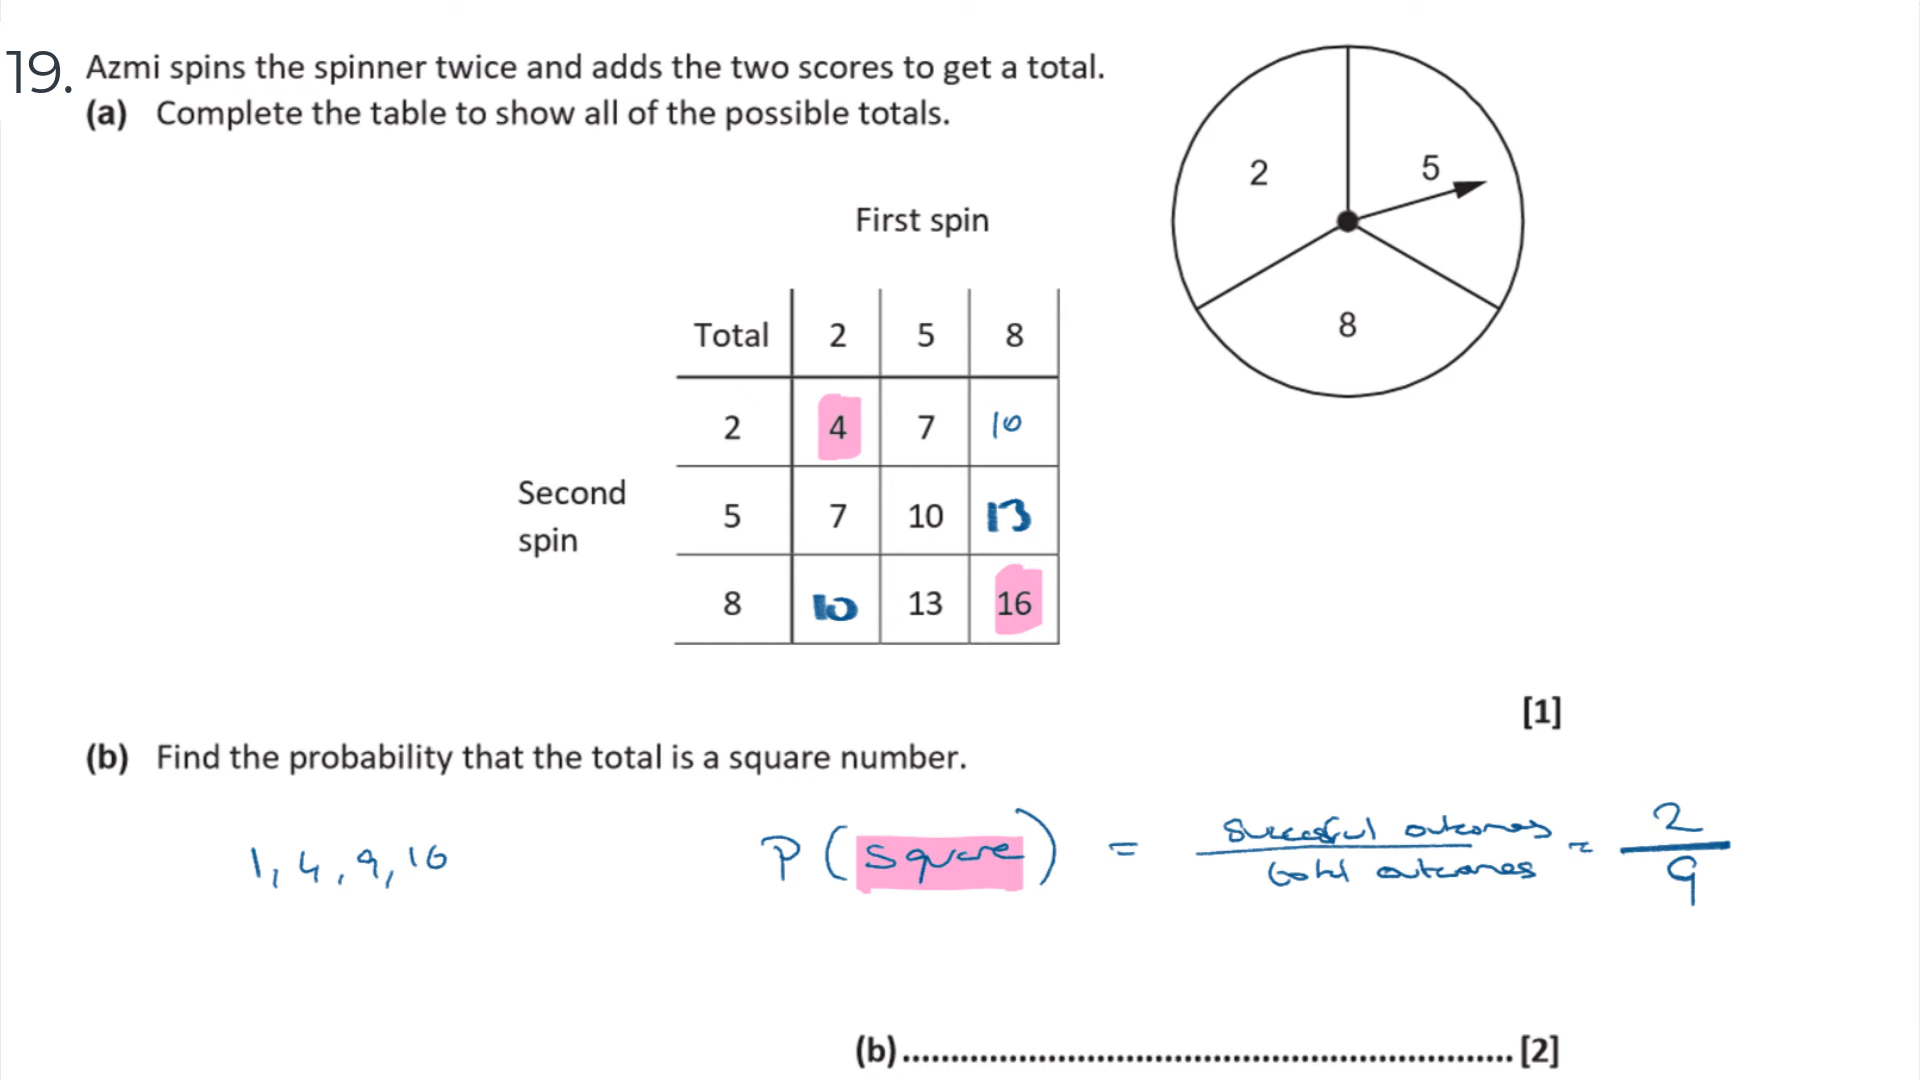 19. Azmi spins the spinner twice and adds the two scores to get a total.
(a) Complete the table to show all of the possible totals.
2
5
8
First spin
Total 2 5 8
2 4 7 10
Second spin
5 7 10 13
8 10 13 16
[1]
(b) Find the probability that the total is a square number.
1, 4, 9, 16
P (square) = successful outcomes / total outcomes = 2 / 9
(b)........................................................ [2]